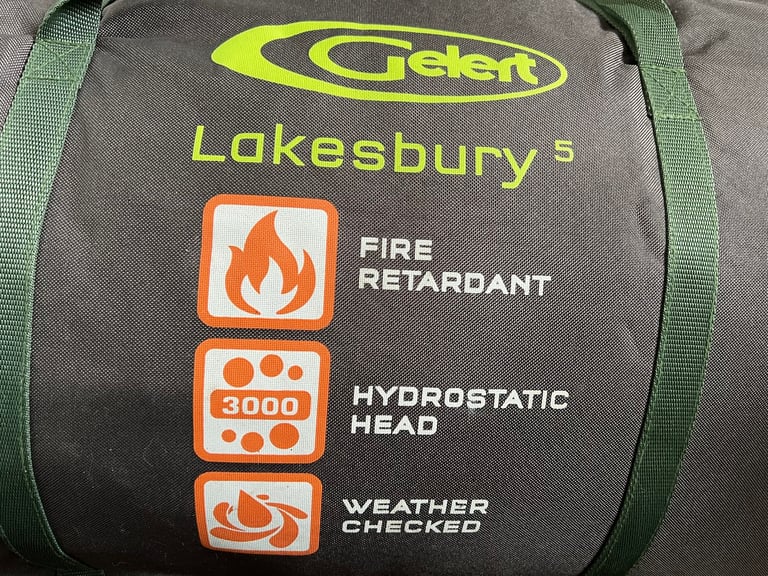 Gelert
Lakesbury 5
FIRE
RETARDANT
3000
HYDROSTATIC
HEAD
WEATHER
CHECKED